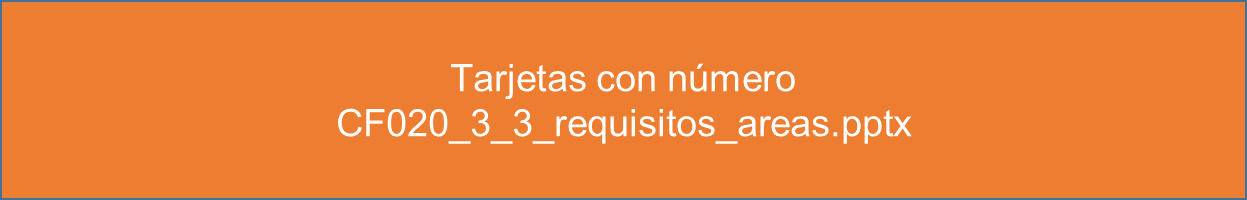 Tarjetas con número
CF020_3_3_requisitos_areas.pptx